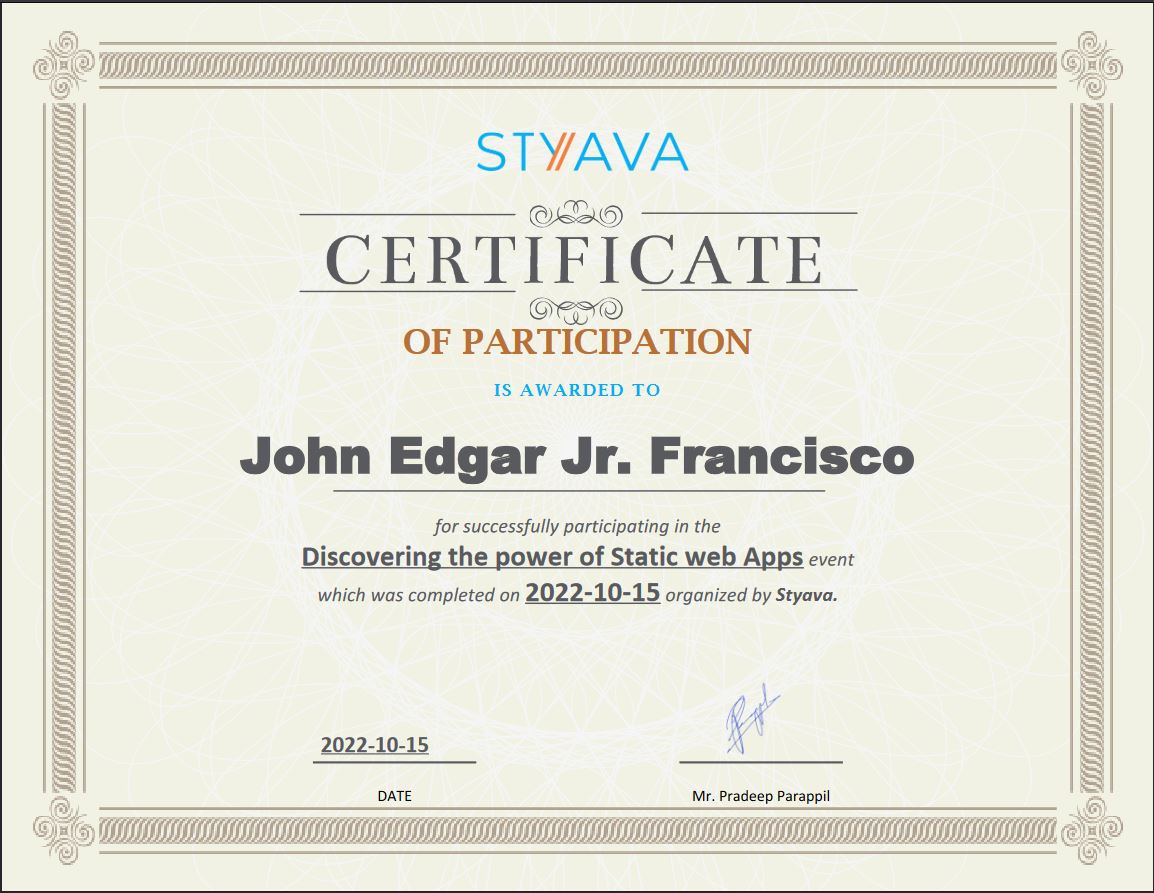 STYAVA
CERTIFICATE
OF PARTICIPATION
IS AWARDED TO
John Edgar Jr. Francisco
for successfully participating in the
Discovering the power of Static web Apps event
which was completed on 2022-10-15 organized by Styava.
2022-10-15
DATE
Mr. Pradeep Parappil